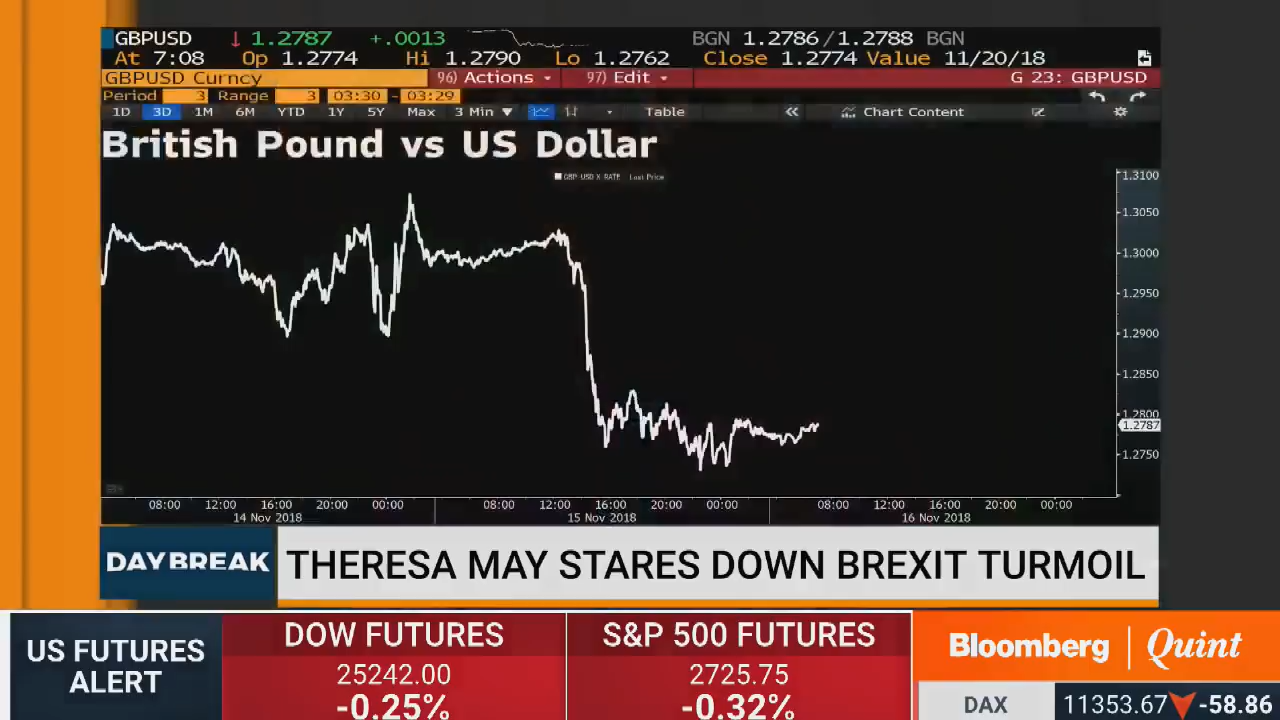 GBPUSD ↓ 1.2787 +.0013 BGN 1.2786/1.2788 BGN
At 7:08 Op 1.2774 Hi 1.2790 Lo 1.2762 Close 1.2774 Value 11/20/18
GBPUSD Curncy 96) Actions 97) Edit G 23: GBPUSD
Period 3 Range 3 03:30 - 03:29
1D 3D 1M 6M YTD 1Y 5Y Max 3 Min ▼ Table « Chart Content
British Pound vs US Dollar
GBP-USD X-RATE Last Price
1.3100
1.3050
1.3000
1.2950
1.2900
1.2850
1.2800
1.2787
1.2750
08:00 12:00 16:00 20:00 00:00 08:00 12:00 16:00 20:00 00:00 08:00 12:00 16:00 20:00 00:00
14 Nov 2018 15 Nov 2018 16 Nov 2018
DAYBREAK THERESA MAY STARES DOWN BREXIT TURMOIL
US FUTURES ALERT
DOW FUTURES
25242.00
-0.25%
S&P 500 FUTURES
2725.75
-0.32%
Bloomberg | Quint
DAX 11353.67 -58.86